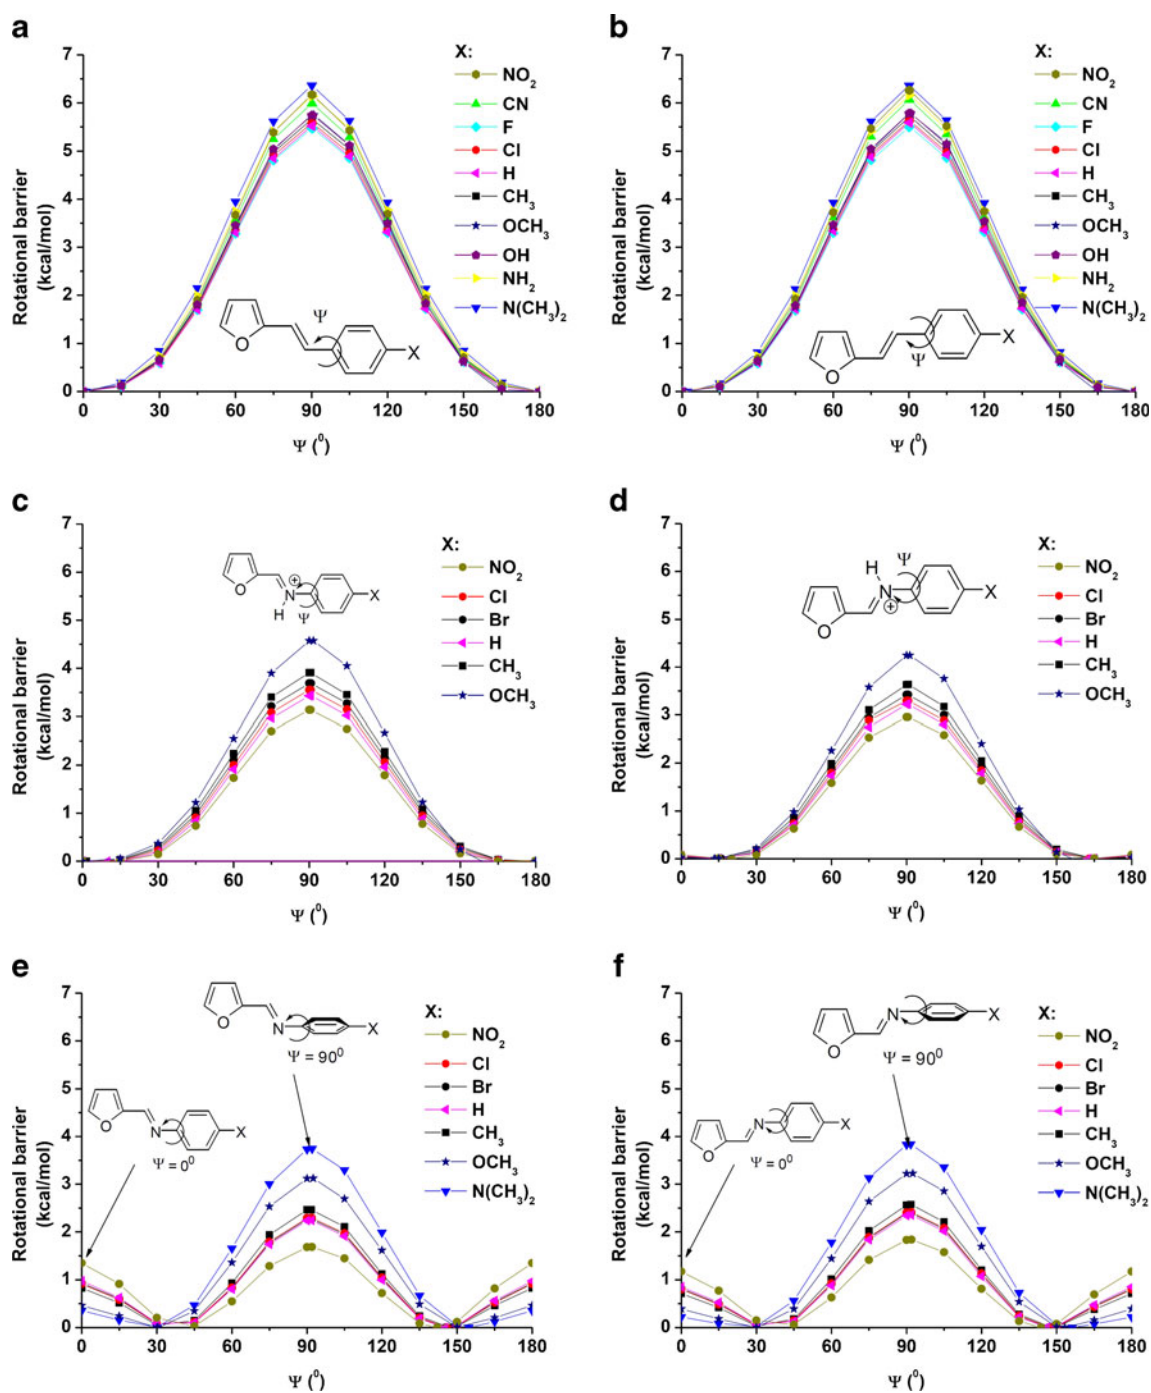 a
7
6
5
4
3
2
1
0
Rotational barrier
(kcal/mol)
0 30 60 90 120 150 180
Ψ (⁰)
X:
NO₂
CN
F
Cl
H
CH₃
OCH₃
OH
NH₂
N(CH₃)₂
O
Ψ
X
b
7
6
5
4
3
2
1
0
Rotational barrier
(kcal/mol)
0 30 60 90 120 150 180
Ψ (⁰)
X:
NO₂
CN
F
Cl
H
CH₃
OCH₃
OH
NH₂
N(CH₃)₂
O
Ψ
X
c
7
6
5
4
3
2
1
0
Rotational barrier
(kcal/mol)
0 30 60 90 120 150 180
Ψ (⁰)
X:
NO₂
Cl
Br
H
CH₃
OCH₃
O
⊕
N
H
Ψ
X
d
7
6
5
4
3
2
1
0
Rotational barrier
(kcal/mol)
0 30 60 90 120 150 180
Ψ (⁰)
X:
NO₂
Cl
Br
H
CH₃
OCH₃
H
Ψ
N
⊕
O
X
e
7
6
5
4
3
2
1
0
Rotational barrier
(kcal/mol)
0 30 60 90 120 150 180
Ψ (⁰)
X:
NO₂
Cl
Br
H
CH₃
OCH₃
N(CH₃)₂
O
N
X
Ψ = 90⁰
O
N
X
Ψ = 0⁰
f
7
6
5
4
3
2
1
0
Rotational barrier
(kcal/mol)
0 30 60 90 120 150 180
Ψ (⁰)
X:
NO₂
Cl
Br
H
CH₃
OCH₃
N(CH₃)₂
N
O
X
Ψ = 90⁰
N
O
X
Ψ = 0⁰